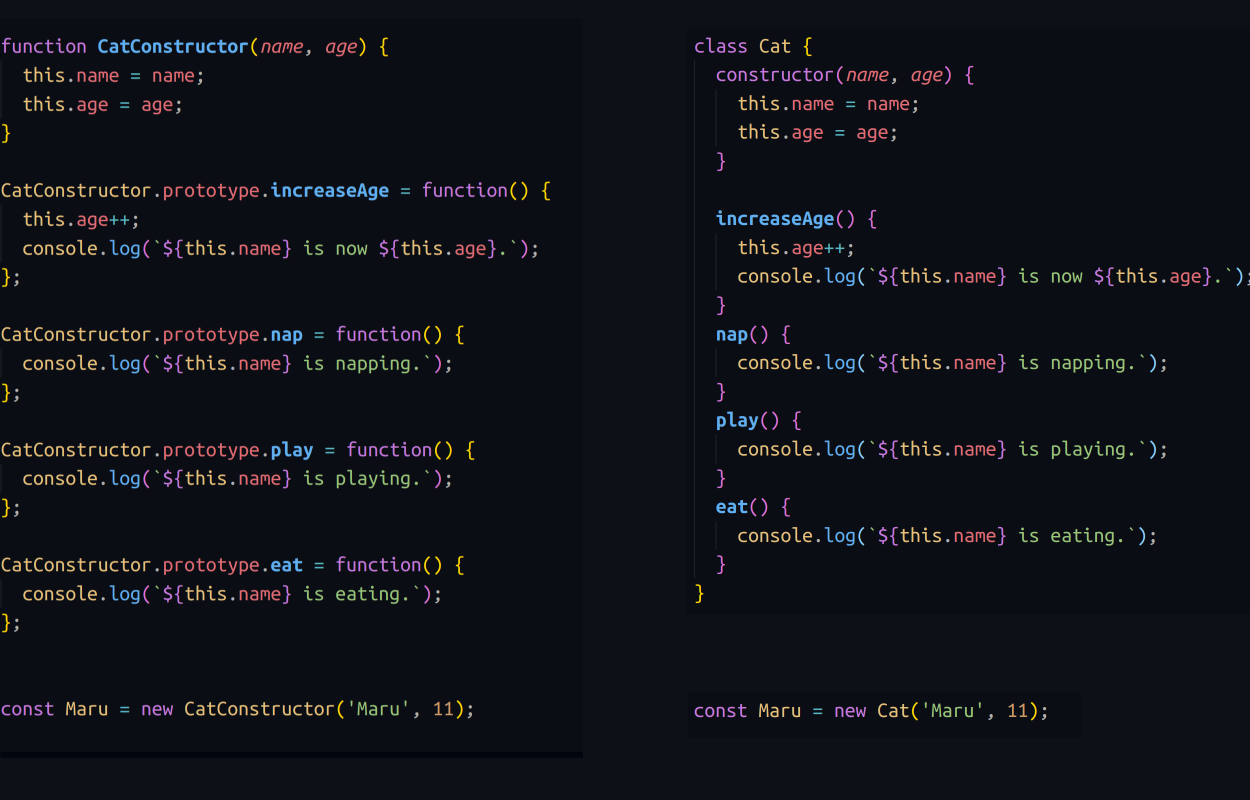 function CatConstructor(name, age) {
  this.name = name;
  this.age = age;
}

CatConstructor.prototype.increaseAge = function() {
  this.age++;
  console.log(`${this.name} is now ${this.age}.`);
};

CatConstructor.prototype.nap = function() {
  console.log(`${this.name} is napping.`);
};

CatConstructor.prototype.play = function() {
  console.log(`${this.name} is playing.`);
};

CatConstructor.prototype.eat = function() {
  console.log(`${this.name} is eating.`);
};

const Maru = new CatConstructor('Maru', 11);

class Cat {
  constructor(name, age) {
    this.name = name;
    this.age = age;
  }

  increaseAge() {
    this.age++;
    console.log(`${this.name} is now ${this.age}.`);
  }
  nap() {
    console.log(`${this.name} is napping.`);
  }
  play() {
    console.log(`${this.name} is playing.`);
  }
  eat() {
    console.log(`${this.name} is eating.`);
  }
}

const Maru = new Cat('Maru', 11);